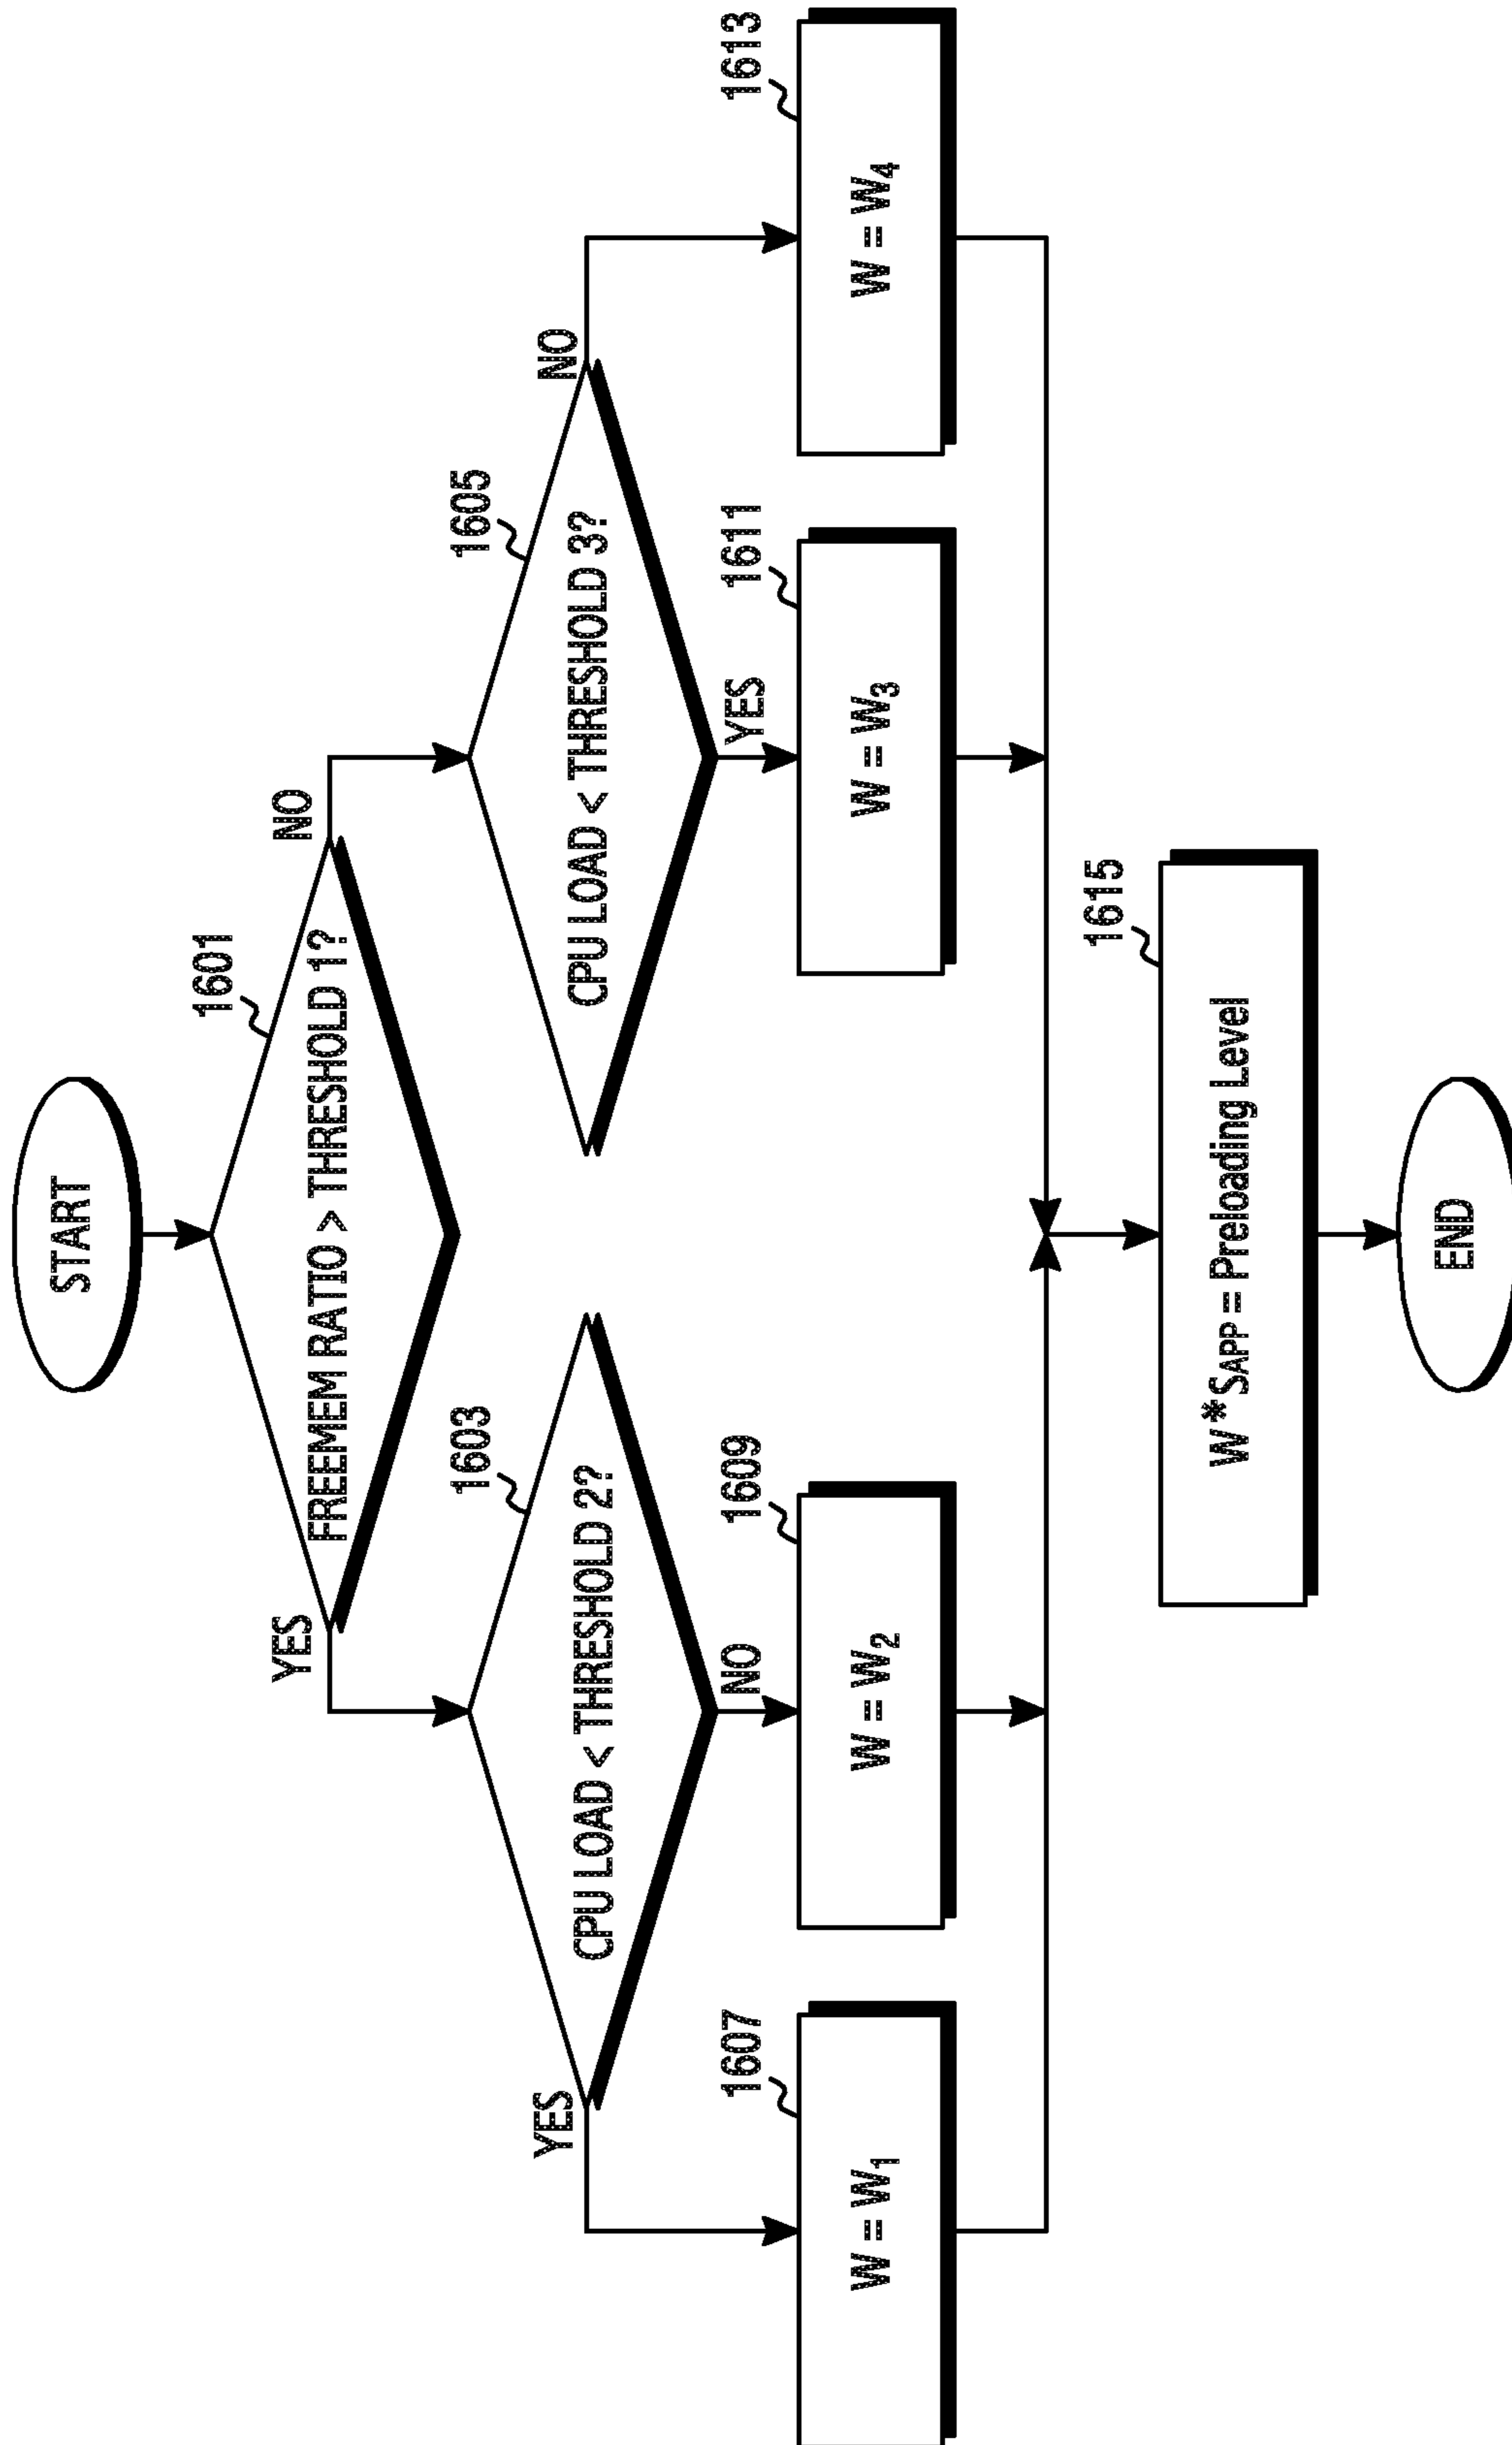 START
1601
FREEMEM RATIO > THRESHOLD 1?
YES
NO
1603
CPU LOAD < THRESHOLD 2?
1605
CPU LOAD < THRESHOLD 3?
YES
NO
YES
NO
1607
W = W1
1609
W = W2
1611
W = W3
1613
W = W4
1615
W*SAPP = Preloading Level
END